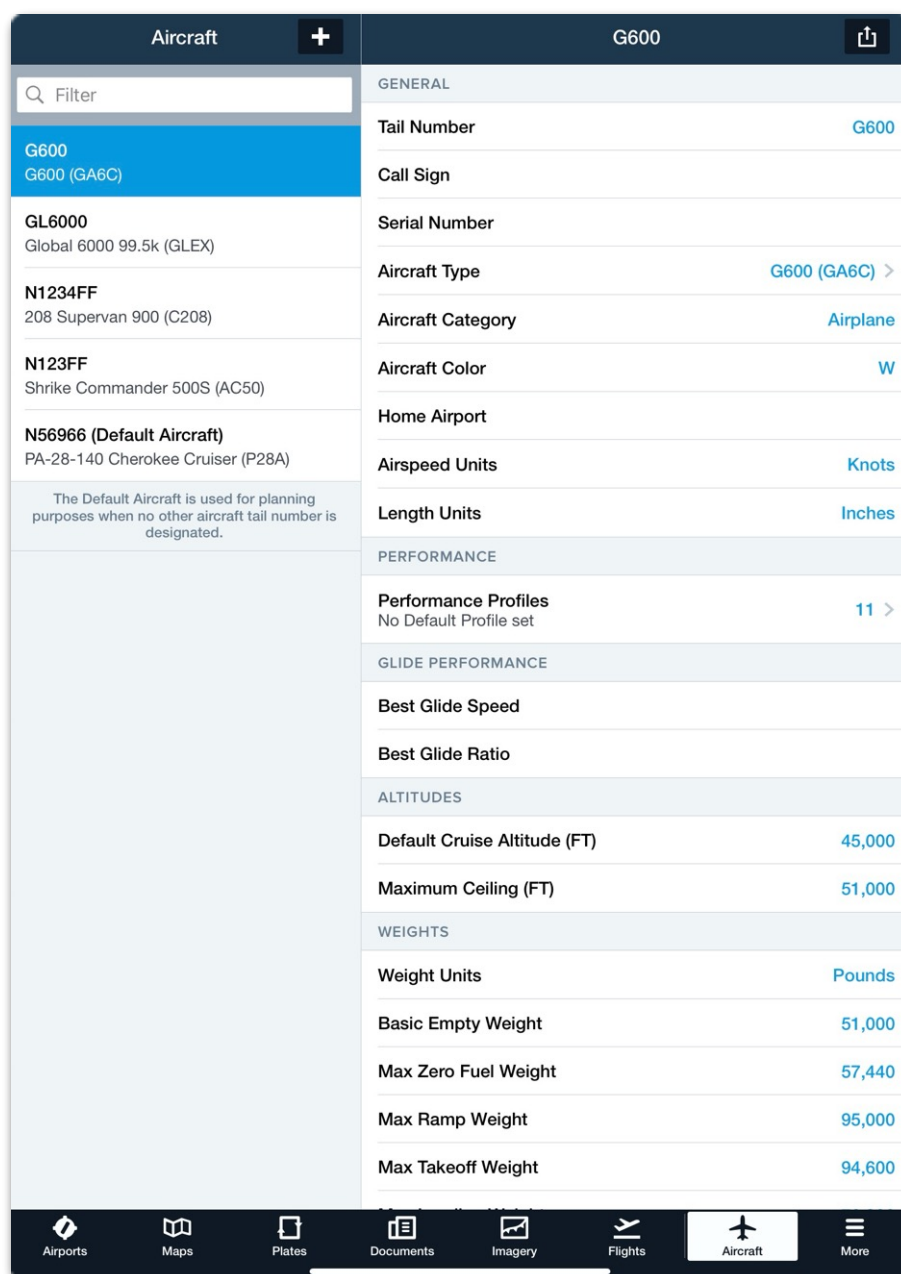 Aircraft
+
Filter
G600
G600 (GA6C)
GL6000
Global 6000 99.5k (GLEX)
N1234FF
208 Supervan 900 (C208)
N123FF
Shrike Commander 500S (AC50)
N56966 (Default Aircraft)
PA-28-140 Cherokee Cruiser (P28A)
The Default Aircraft is used for planning
purposes when no other aircraft tail number is
designated.
G600
GENERAL
Tail Number G600
Call Sign
Serial Number
Aircraft Type G600 (GA6C) >
Aircraft Category Airplane
Aircraft Color W
Home Airport
Airspeed Units Knots
Length Units Inches
PERFORMANCE
Performance Profiles 11 >
No Default Profile set
GLIDE PERFORMANCE
Best Glide Speed
Best Glide Ratio
ALTITUDES
Default Cruise Altitude (FT) 45,000
Maximum Ceiling (FT) 51,000
WEIGHTS
Weight Units Pounds
Basic Empty Weight 51,000
Max Zero Fuel Weight 57,440
Max Ramp Weight 95,000
Max Takeoff Weight 94,600
Airports Maps Plates Documents Imagery Flights Aircraft More